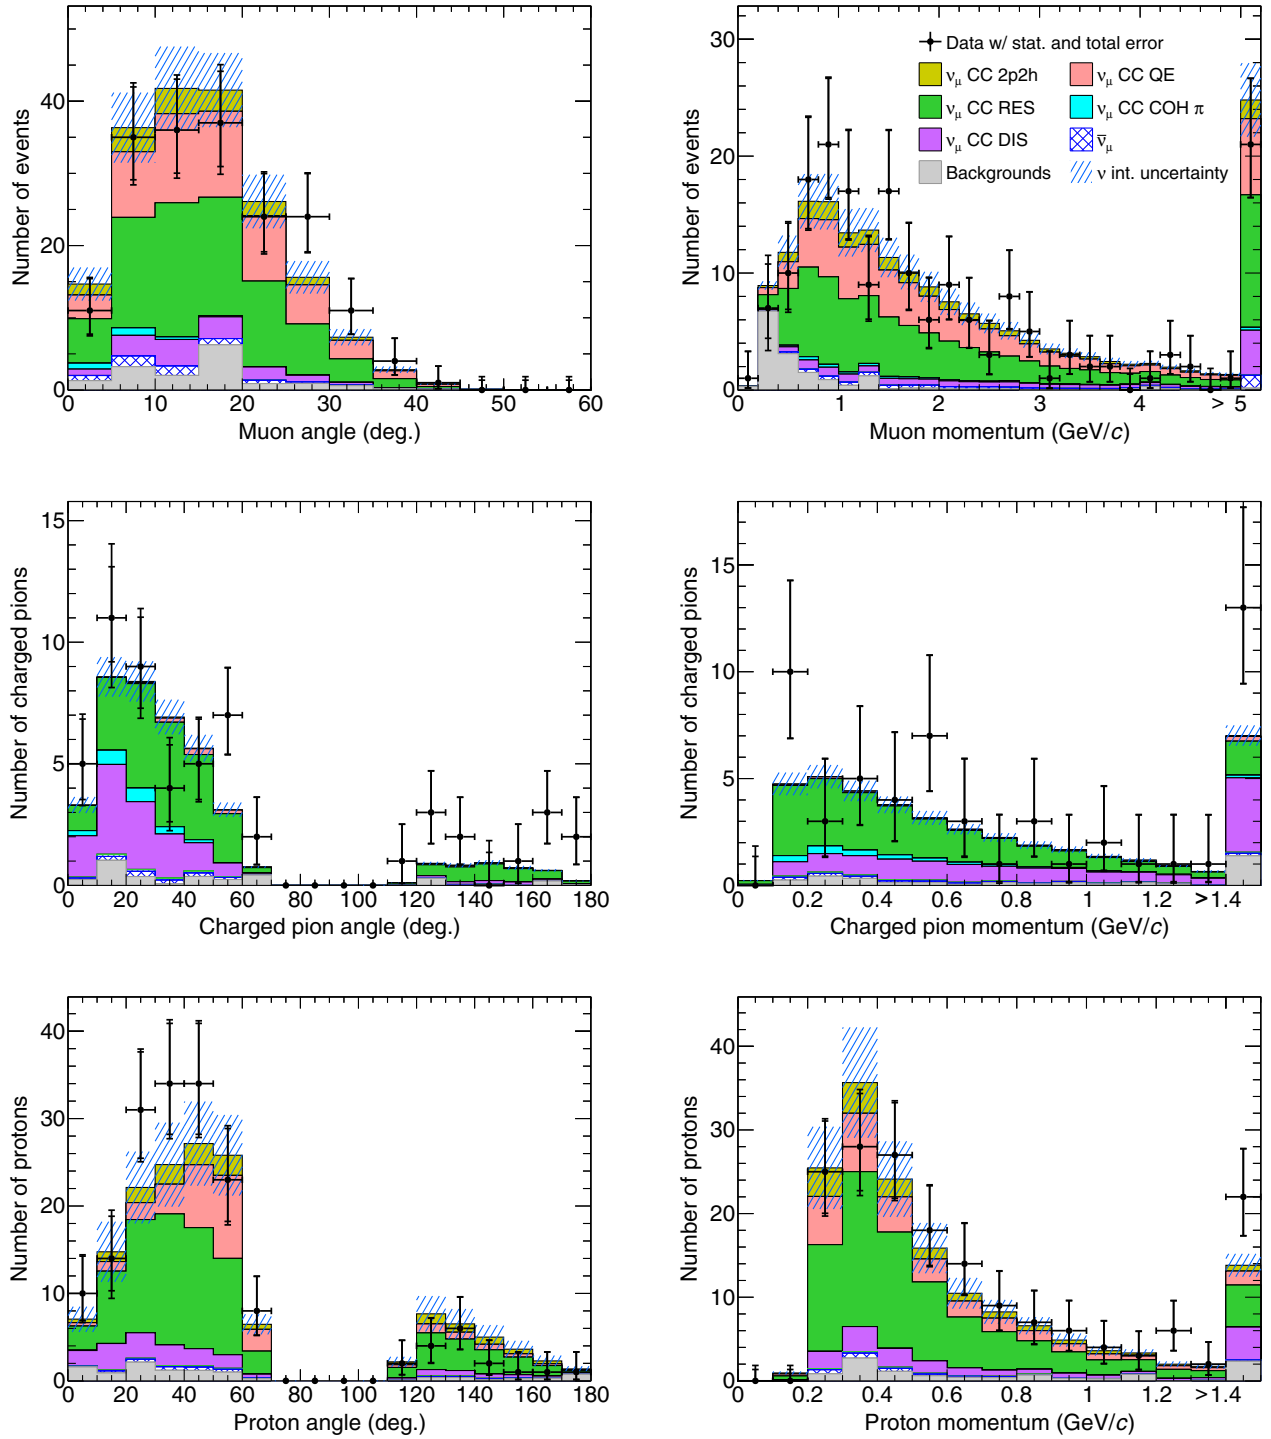 Number of events
40
20
0
0 10 20 30 40 50 60
Muon angle (deg.)
Number of events
30
20
10
0
Data w/ stat. and total error
νμ CC 2p2h
νμ CC QE
νμ CC RES
νμ CC COH π
νμ CC DIS
ν̄μ
Backgrounds
ν int. uncertainty
0 1 2 3 4 > 5
Muon momentum (GeV/c)
Number of charged pions
15
10
5
0
0 20 40 60 80 100 120 140 160 180
Charged pion angle (deg.)
Number of charged pions
15
10
5
0
0 0.2 0.4 0.6 0.8 1 1.2 >1.4
Charged pion momentum (GeV/c)
Number of protons
40
30
20
10
0
0 20 40 60 80 100 120 140 160 180
Proton angle (deg.)
Number of protons
40
30
20
10
0
0 0.2 0.4 0.6 0.8 1 1.2 >1.4
Proton momentum (GeV/c)